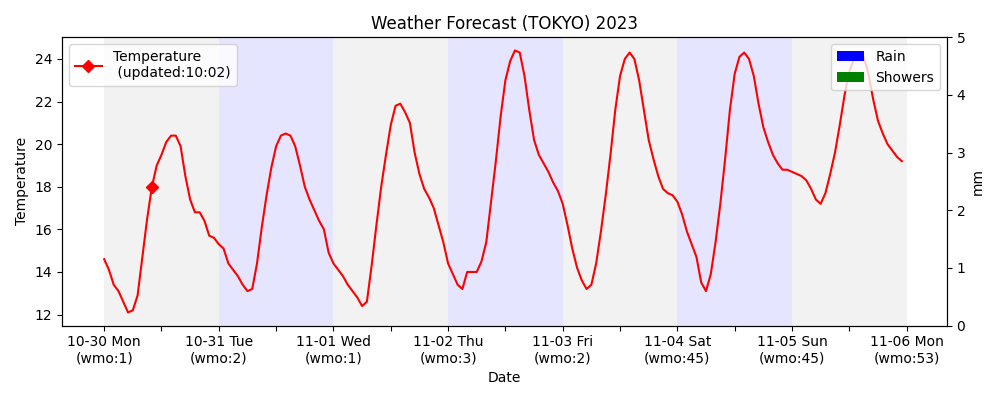 Weather Forecast (TOKYO) 2023
Temperature
(updated:10:02)
Rain
Showers
Temperature
24
22
20
18
16
14
12
5
4
3
2
1
0
mm
10-30 Mon
(wmo:1)
10-31 Tue
(wmo:2)
11-01 Wed
(wmo:1)
11-02 Thu
(wmo:3)
11-03 Fri
(wmo:2)
11-04 Sat
(wmo:45)
11-05 Sun
(wmo:45)
11-06 Mon
(wmo:53)
Date